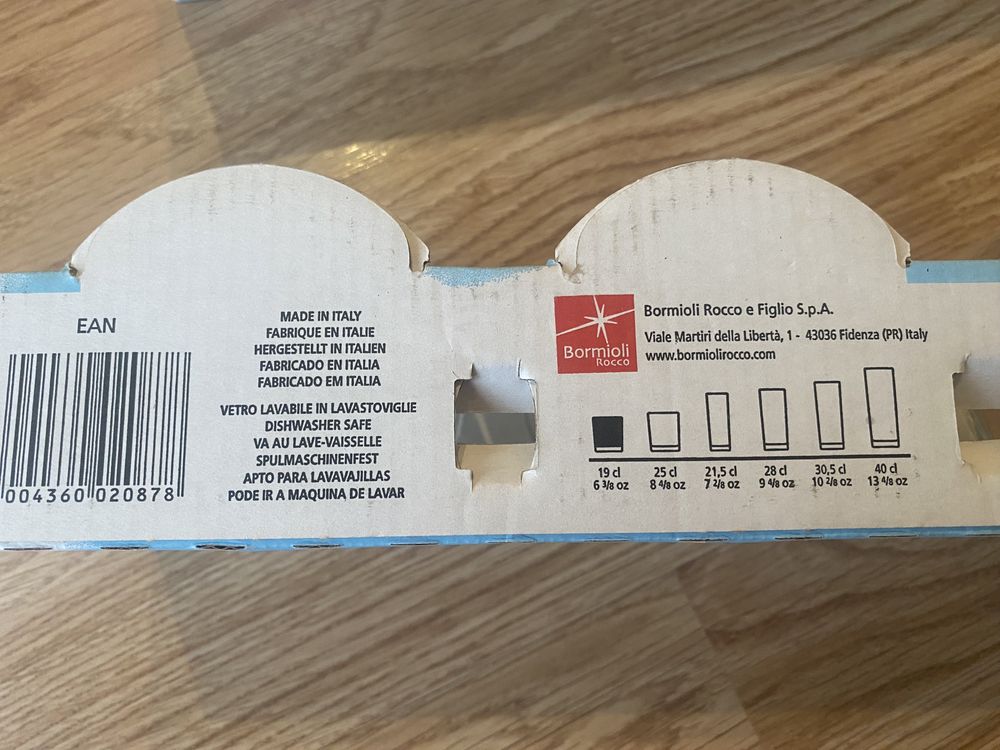 EAN
004360 020878
MADE IN ITALY
FABRIQUE EN ITALIE
HERGESTELLT IN ITALIEN
FABRICADO EN ITALIA
FABRICADO EM ITALIA
VETRO LAVABILE IN LAVASTOVIGLIE
DISHWASHER SAFE
VA AU LAVE-VAISSELLE
SPULMASCHINENFEST
APTO PARA LAVAVAJILLAS
PODE IR A MAQUINA DE LAVAR
Bormioli
Rocco
Bormioli Rocco e Figlio S.p.A.
Viale Martiri della Libertà, 1 - 43036 Fidenza (PR) Italy
www.bormiolirocco.com
19 cl 25 cl 21,5 cl 28 cl 30,5 cl 40 cl
6 3/8 oz 8 4/8 oz 7 2/8 oz 9 4/8 oz 10 2/8 oz 13 4/8 oz